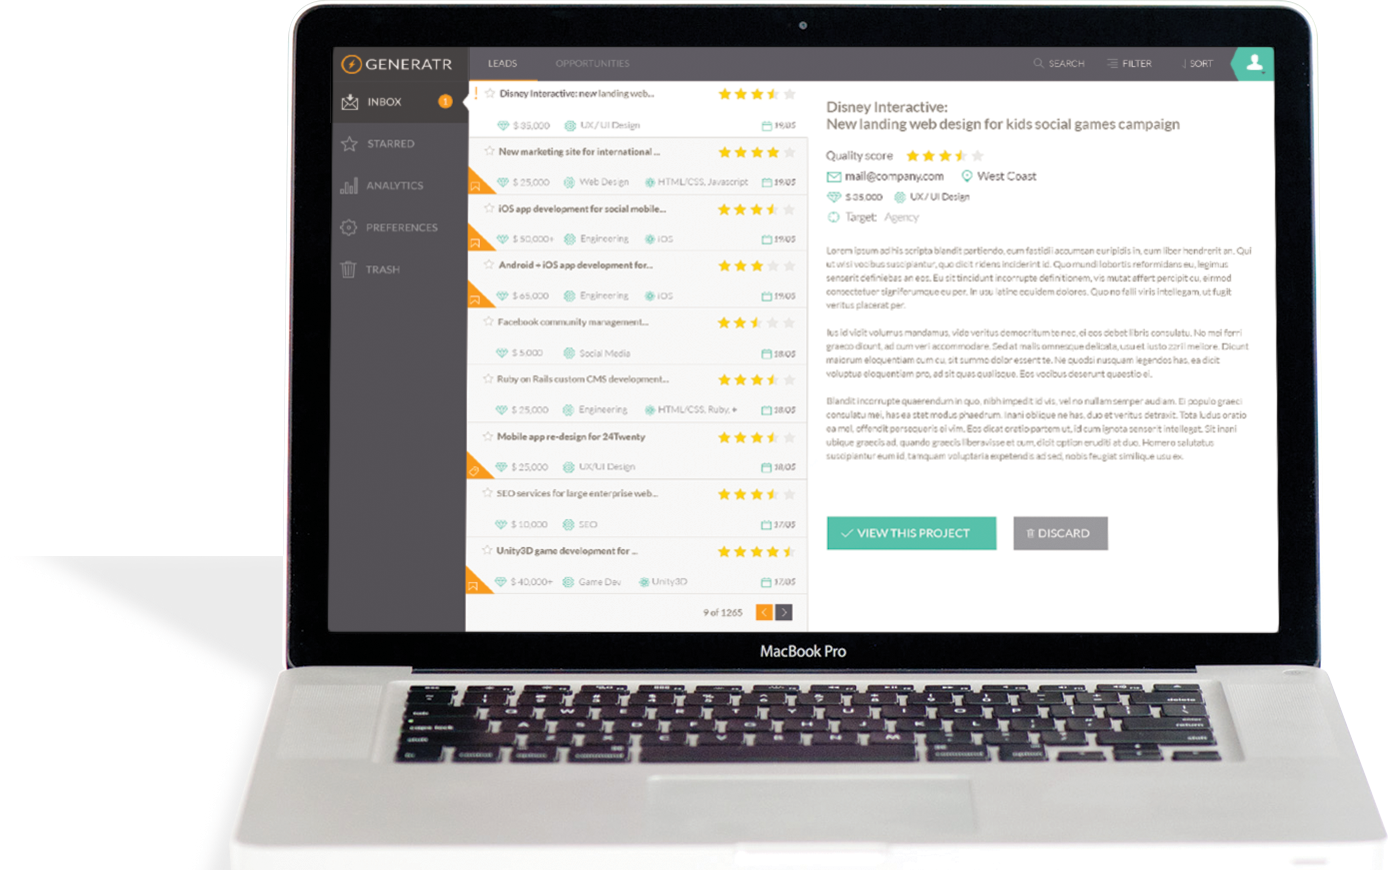 GENERATR
LEADS OPPORTUNITIES
SEARCH FILTER SORT
INBOX 1
STARRED
ANALYTICS
PREFERENCES
TRASH
! Disney Interactive: new landing web...
$ 35,000 UX/UI Design 19/05
New marketing site for international ...
$ 25,000 Web Design HTML/CSS, Javascript 19/05
iOS app development for social mobile...
$ 50,000+ Engineering iOS 19/05
Android + iOS app development for...
$ 65,000 Engineering iOS 19/05
Facebook community management...
$ 5,000 Social Media 18/05
Ruby on Rails custom CMS development...
$ 25,000 Engineering HTML/CSS, Ruby, + 18/05
Mobile app re-design for 24Twenty
$ 25,000 UX/UI Design 18/05
SEO services for large enterprise web...
$ 10,000 SEO 17/05
Unity3D game development for ...
$ 40,000+ Game Dev Unity3D 17/05
9 of 1265
Disney Interactive:
New landing web design for kids social games campaign
Quality score
mail@company.com West Coast
$ 35,000 UX/UI Design
Target: Agency
Lorem ipsum ad his scripta blandit partiendo, eum fastidii accumsan euripidis in, eum liber hendrerit an. Qui
ut wisi vocibus suscipiantur, quo dicit ridens inciderint id. Quo mundi lobortis reformidans eu, legimus
senserit definiebas an eos. Eu sit tincidunt incorrupte definitionem, vis mutat affert percipit cu, eirmod
consectetuer signiferumque eu per. In usu latine equidem dolores. Quo no falli viris intellegam, ut fugit
veritus placerat per.
Ius id vidit volumus mandamus, vide veritus democritum te nec, ei eos debet libris consulatu. No mei ferri
graeco dicunt, ad cum veri accommodare. Sed at malis omnesque delicata, usu et iusto zzril meliore. Dicunt
maiorum eloquentiam cum cu, sit summo dolor essent te. Ne quodsi nusquam legendos has, ea dicit
voluptua eloquentiam pro, ad sit quas qualisque. Eos vocibus deserunt quaestio ei.
Blandit incorrupte quaerendum in quo, nibh impedit id vis, vel no nullam semper audiam. Ei populo graeci
consulatu mei, has ea stet modus phaedrum. Inani oblique ne has, duo et veritus detraxit. Tota ludus oratio
ea mel, offendit persequeris ei vim. Eos dicat oratio partem ut, id cum ignota senserit intellegat. Sit inani
ubique graecis ad, quando graecis liberavisse et cum, dicit option eruditi at duo. Homero salutatus
suscipiantur eum id, tamquam voluptaria expetendis ad sed, nobis feugiat similique usu ex.
VIEW THIS PROJECT DISCARD
MacBook Pro